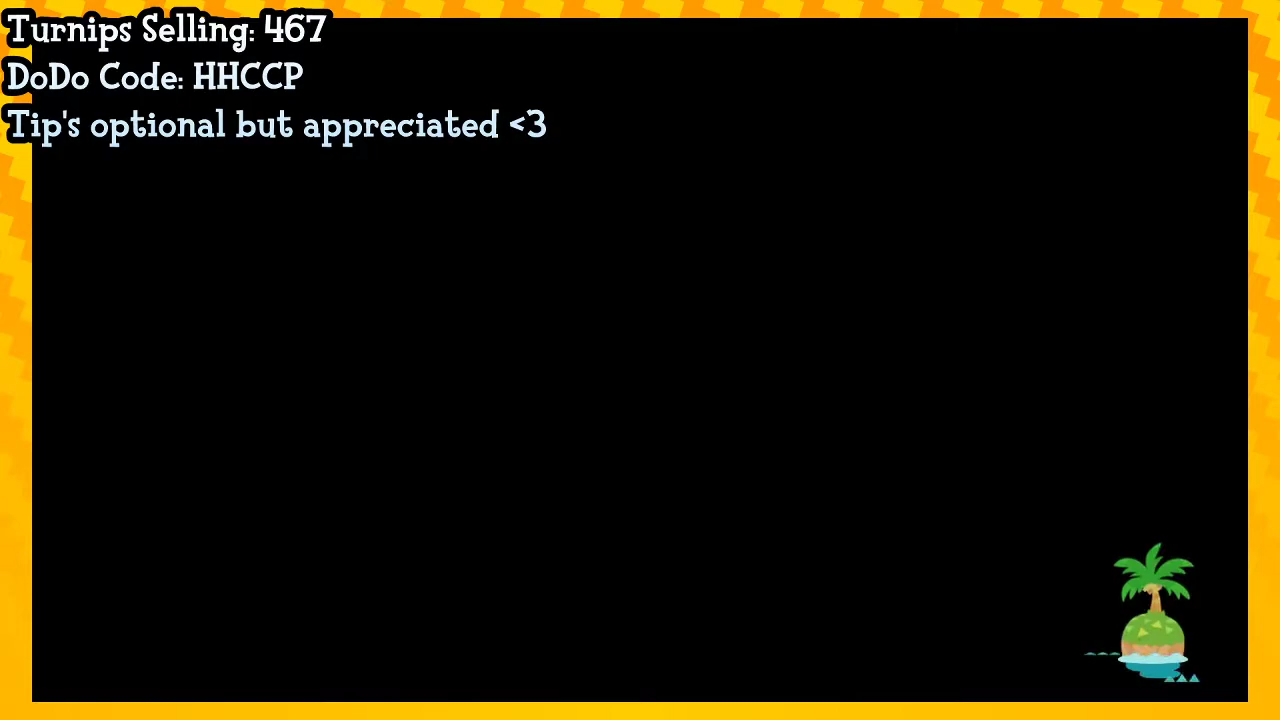 Turnips Selling: 467
DoDo Code: HHCCP
Tip's optional but appreciated <3